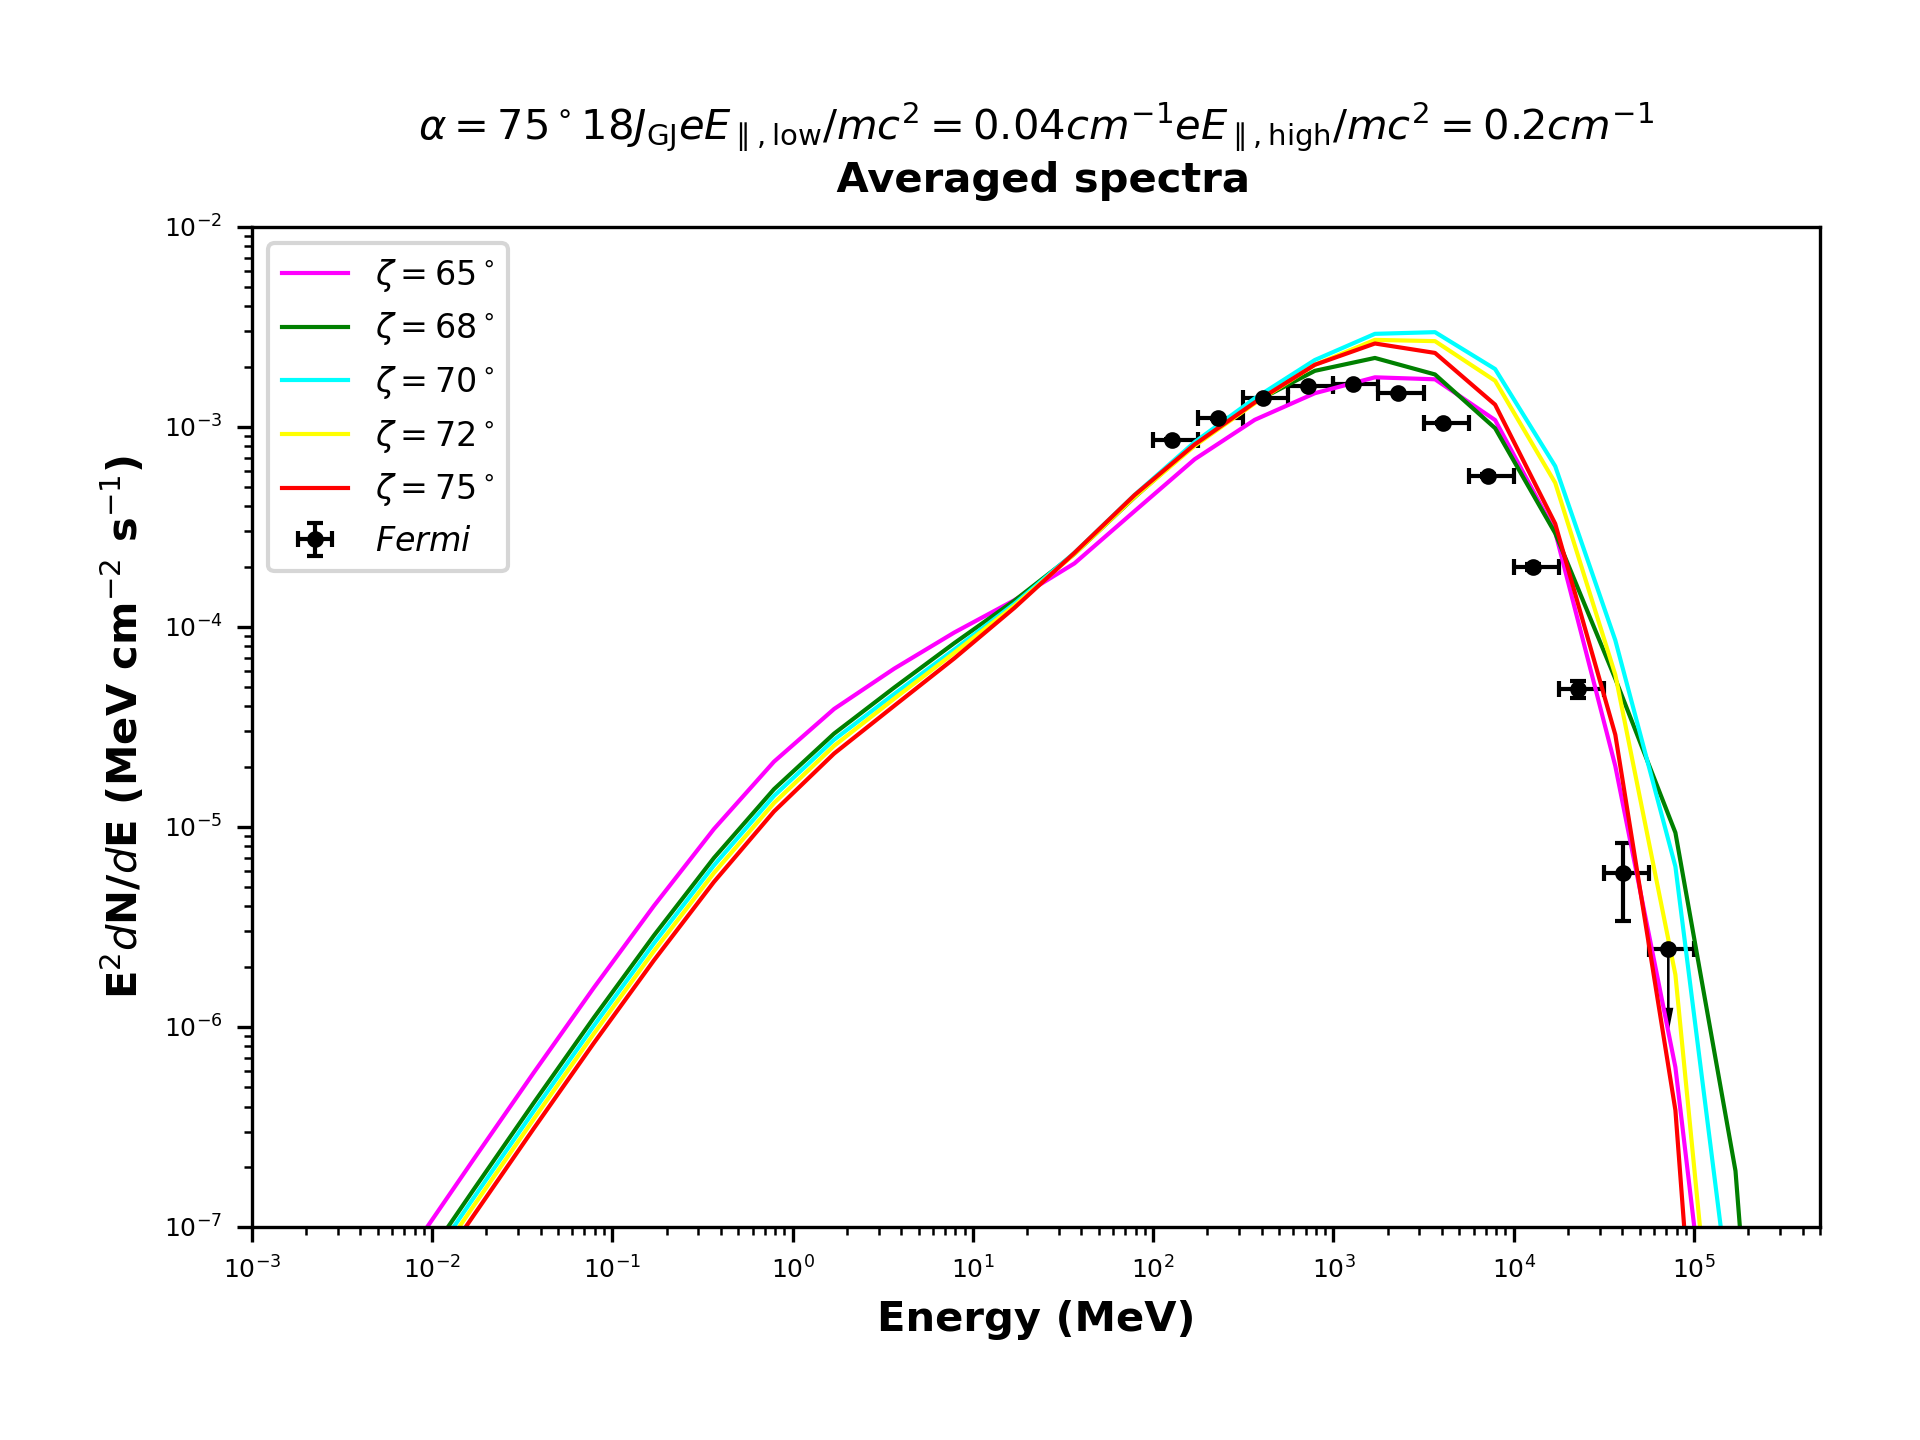 α = 75°18J_GJ eE_∥,low/mc² = 0.04cm⁻¹eE_∥,high/mc² = 0.2cm⁻¹
Averaged spectra
E²dN/dE (MeV cm⁻² s⁻¹)
10⁻²
10⁻³
10⁻⁴
10⁻⁵
10⁻⁶
10⁻⁷
ζ = 65°
ζ = 68°
ζ = 70°
ζ = 72°
ζ = 75°
Fermi
10⁻³ 10⁻² 10⁻¹ 10⁰ 10¹ 10² 10³ 10⁴ 10⁵
Energy (MeV)